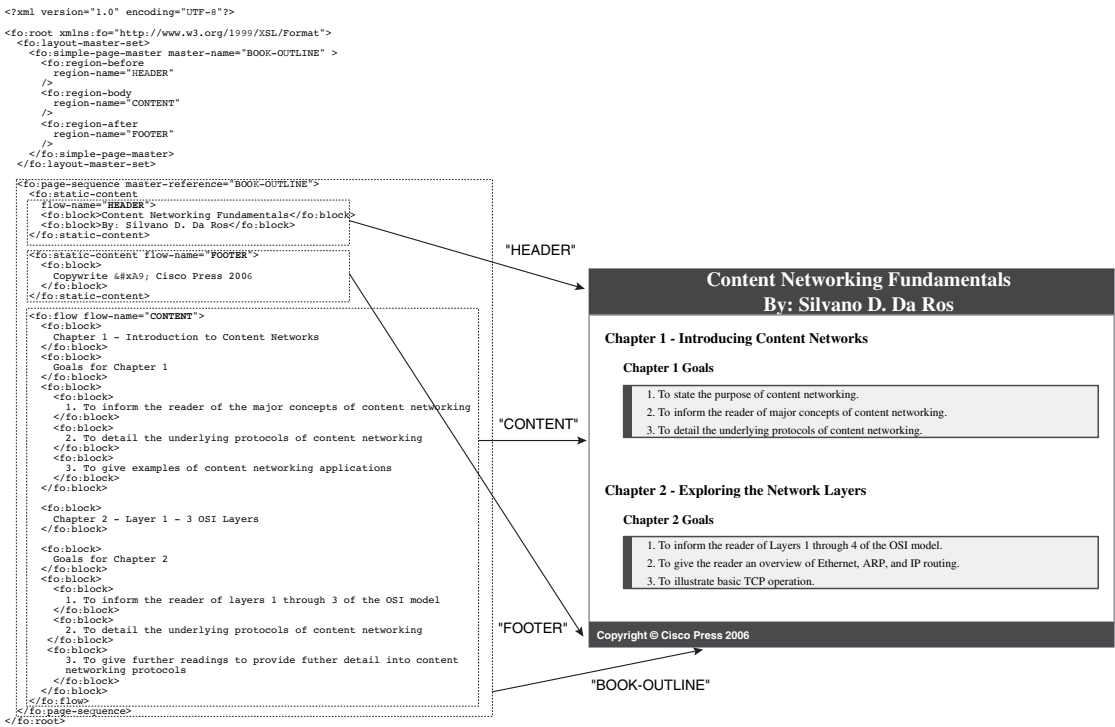 <?xml version="1.0" encoding="UTF-8"?>
<fo:root xmlns:fo="http://www.w3.org/1999/XSL/Format">
<fo:layout-master-set>
<fo:simple-page-master master-name="BOOK-OUTLINE" >
<fo:region-before
region-name="HEADER"
/>
<fo:region-body
region-name="CONTENT"
/>
<fo:region-after
region-name="FOOTER"
/>
</fo:simple-page-master>
</fo:layout-master-set>
<fo:page-sequence master-reference="BOOK-OUTLINE">
<fo:static-content
flow-name="HEADER">
<fo:block>Content Networking Fundamentals</fo:block>
<fo:block>By: Silvano D. Da Ros</fo:block>
</fo:static-content>
<fo:static-content flow-name="FOOTER">
<fo:block>
Copywrite &#xA9; Cisco Press 2006
</fo:block>
</fo:static-content>
<fo:flow flow-name="CONTENT">
<fo:block>
Chapter 1 - Introduction to Content Networks
</fo:block>
<fo:block>
Goals for Chapter 1
</fo:block>
<fo:block>
<fo:block>
1. To inform the reader of the major concepts of content networking
</fo:block>
<fo:block>
2. To detail the underlying protocols of content networking
</fo:block>
<fo:block>
3. To give examples of content networking applications
</fo:block>
</fo:block>
<fo:block>
Chapter 2 - Layer 1 - 3 OSI Layers
</fo:block>
<fo:block>
Goals for Chapter 2
</fo:block>
<fo:block>
<fo:block>
1. To inform the reader of layers 1 through 3 of the OSI model
</fo:block>
<fo:block>
2. To detail the underlying protocols of content networking
</fo:block>
<fo:block>
3. To give further readings to provide futher detail into content
networking protocols
</fo:block>
</fo:block>
</fo:flow>
</fo:page-sequence>
</fo:root>
"HEADER"
"CONTENT"
"FOOTER"
"BOOK-OUTLINE"
Content Networking Fundamentals
By: Silvano D. Da Ros
Chapter 1 - Introducing Content Networks
Chapter 1 Goals
1. To state the purpose of content networking.
2. To inform the reader of major concepts of content networking.
3. To detail the underlying protocols of content networking.
Chapter 2 - Exploring the Network Layers
Chapter 2 Goals
1. To inform the reader of Layers 1 through 4 of the OSI model.
2. To give the reader an overview of Ethernet, ARP, and IP routing.
3. To illustrate basic TCP operation.
Copyright © Cisco Press 2006